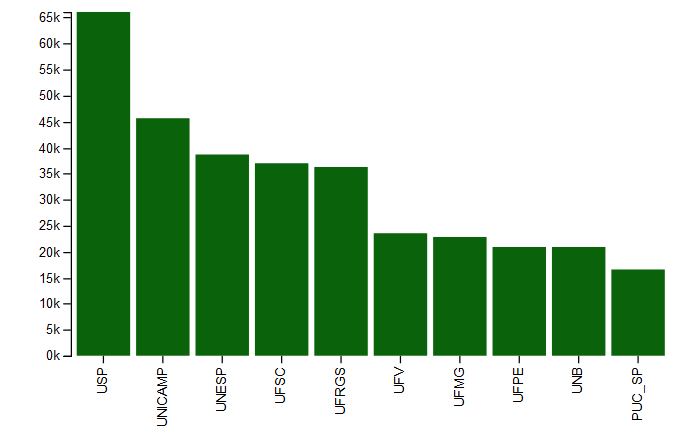 65k
60k
55k
50k
45k
40k
35k
30k
25k
20k
15k
10k
5k
0k
USP
UNICAMP
UNESP
UFSC
UFRGS
UFV
UFMG
UFPE
UNB
PUC_SP